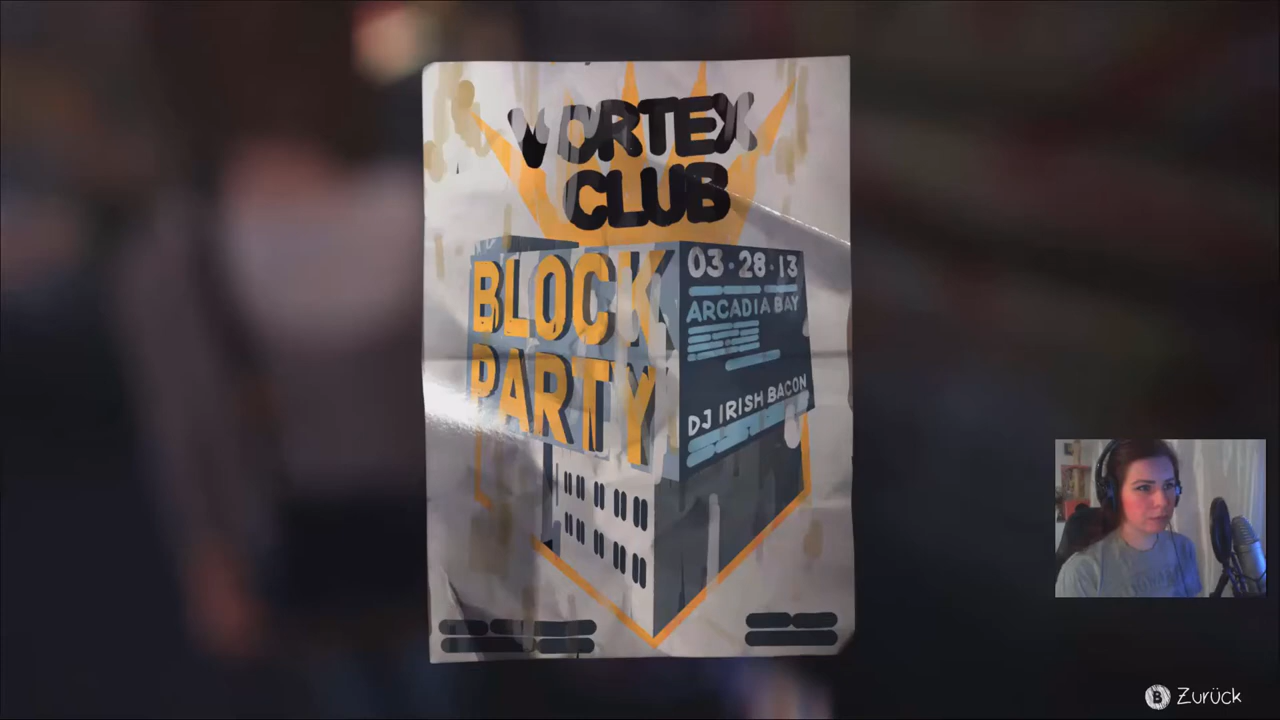 VORTEX
CLUB
BLOCK
PARTY
03·28·13
ARCADIA BAY
DJ IRISH BACON
B Zurück